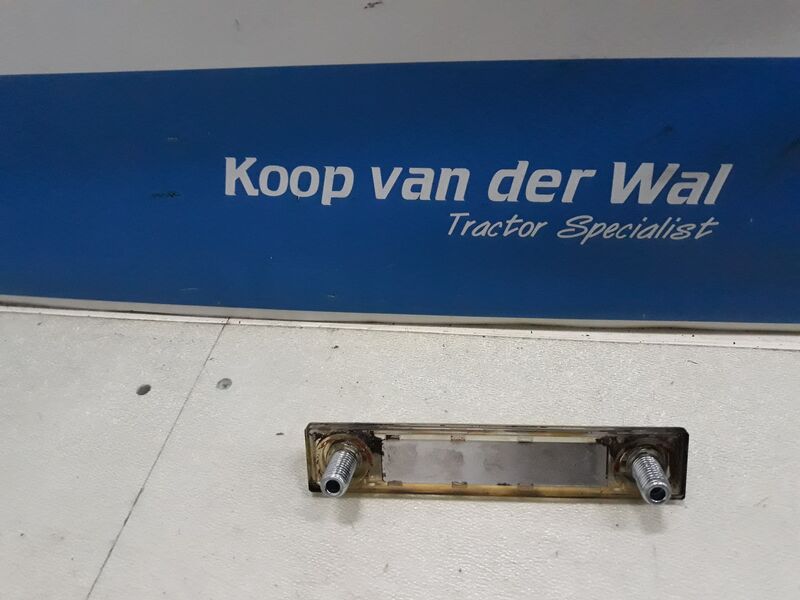 Koop van der Wal
Tractor Specialist